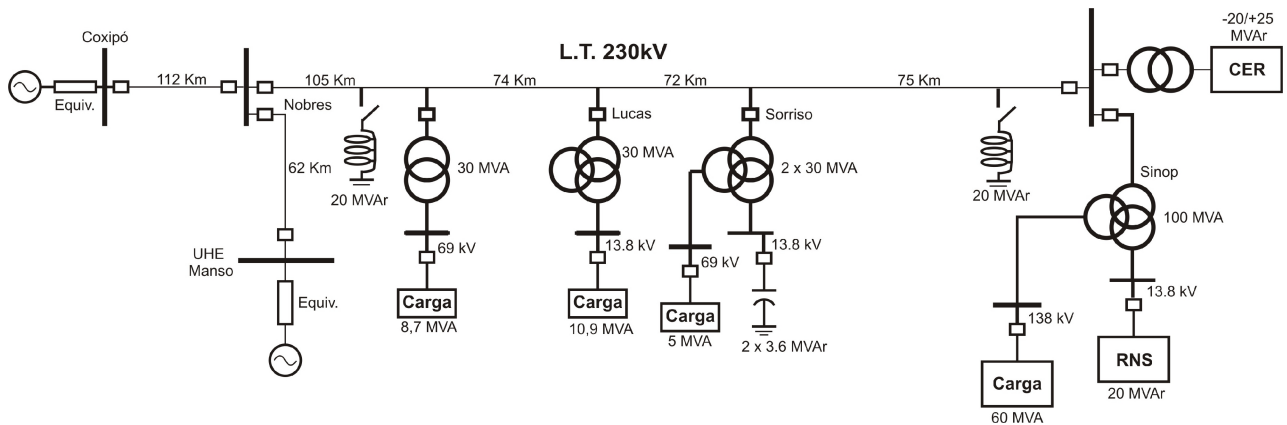 Coxipó
L.T. 230kV
-20/+25
MVAr
CER
112 Km
105 Km
74 Km
72 Km
75 Km
Equiv.
Nobres
Lucas
Sorriso
62 Km
30 MVA
30 MVA
2 x 30 MVA
20 MVAr
20 MVAr
Sinop
100 MVA
UHE
Manso
69 kV
13.8 kV
69 kV
13.8 kV
13.8 kV
Equiv.
Carga
8,7 MVA
Carga
10,9 MVA
Carga
5 MVA
2 x 3.6 MVAr
138 kV
Carga
60 MVA
RNS
20 MVAr